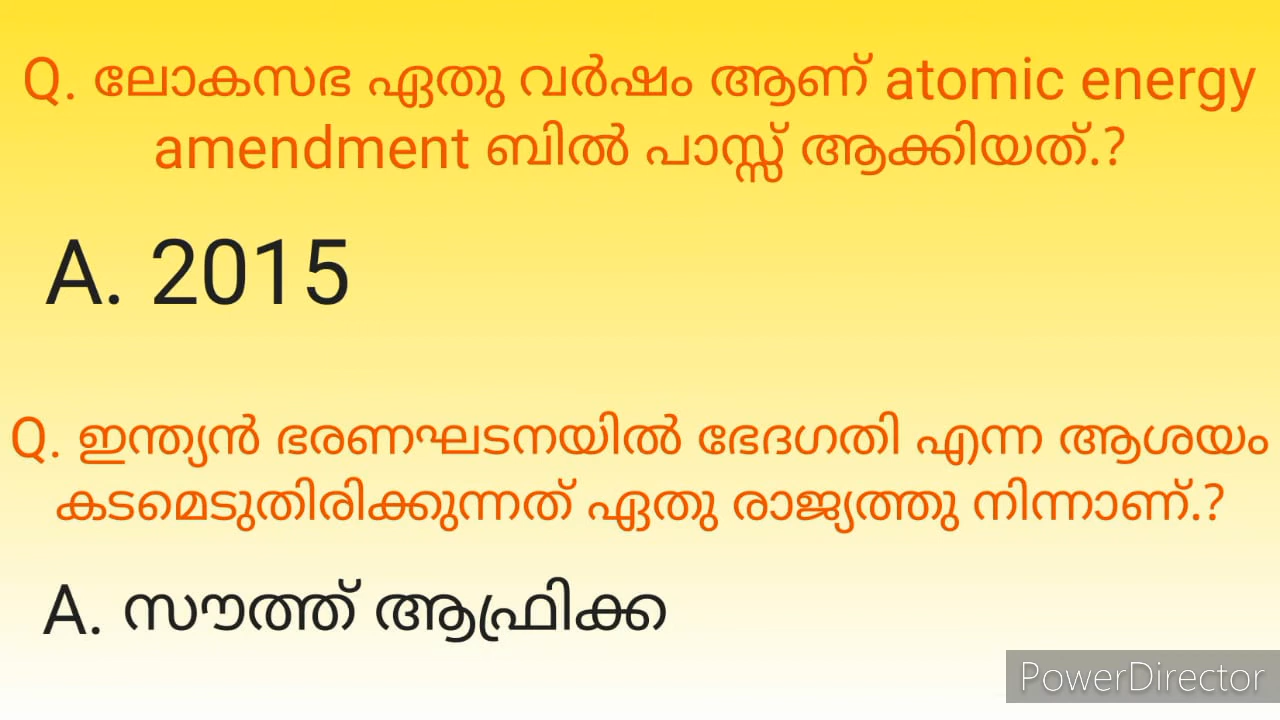 Q. ലോകസഭ ഏതു വർഷം ആണ് atomic energy
amendment ബിൽ പാസ്സ് ആക്കിയത്.?
A. 2015
Q. ഇന്ത്യൻ ഭരണഘടനയിൽ ഭേദഗതി എന്ന ആശയം
കടമെടുതിരിക്കുന്നത് ഏതു രാജ്യത്തു നിന്നാണ്.?
A. സൗത്ത് ആഫ്രിക്ക
PowerDirector